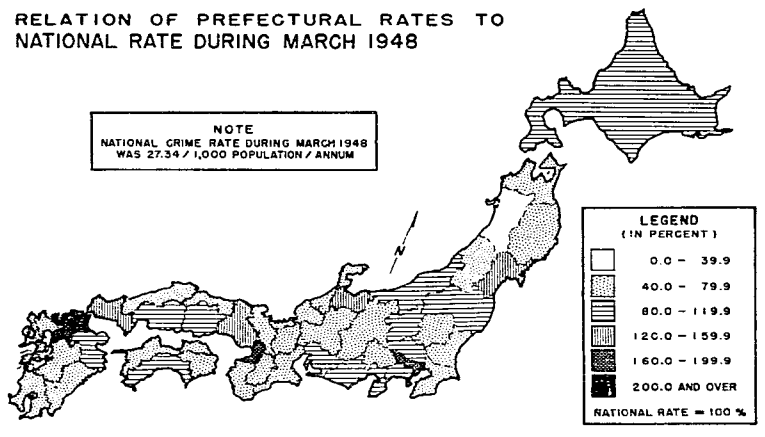 RELATION OF PREFECTURAL RATES TO
NATIONAL RATE DURING MARCH 1948
NOTE
NATIONAL CRIME RATE DURING MARCH 1948
WAS 27.34 / 1,000 POPULATION / ANNUM
N
LEGEND
(IN PERCENT)
0.0 - 39.9
40.0 - 79.9
80.0 - 119.9
120.0 - 159.9
160.0 - 199.9
200.0 AND OVER
NATIONAL RATE = 100 %